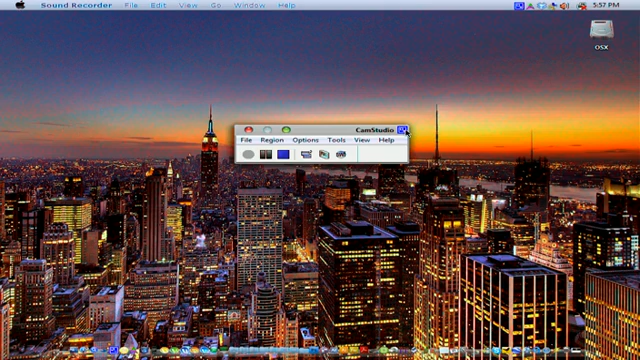 Sound Recorder File Edit View Go Window Help 5:57 PM
OSX
CamStudio
File Region Options Tools View Help